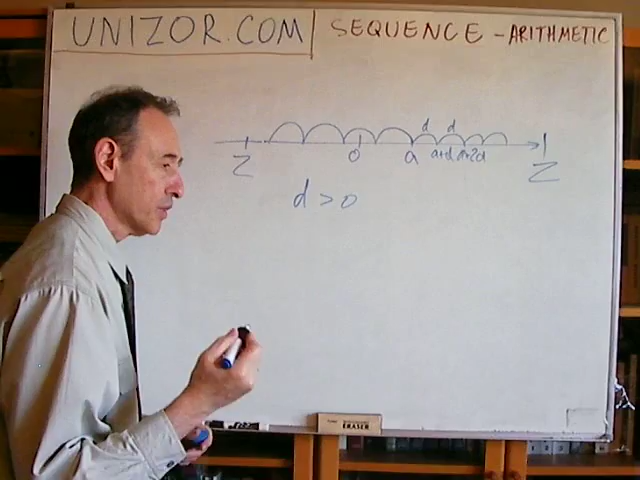 UNIZOR.COM | SEQUENCE - ARITHMETIC
d d
Z 0 a a+d a+2d Z
d > 0
ERASER